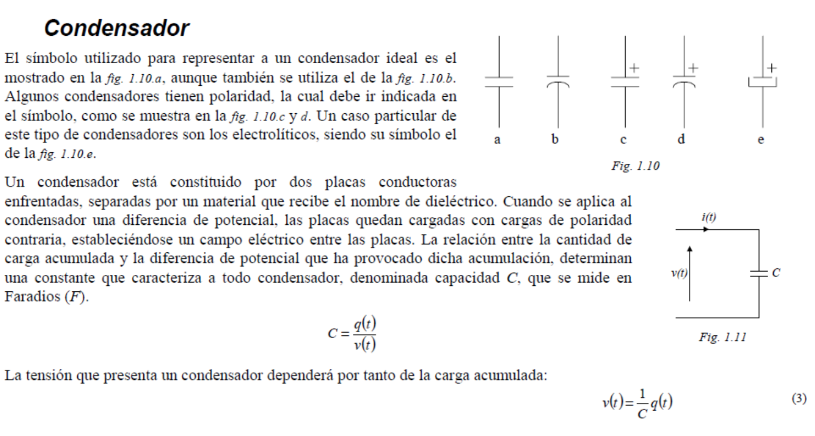 Condensador
El símbolo utilizado para representar a un condensador ideal es el
mostrado en la fig. 1.10.a, aunque también se utiliza el de la fig. 1.10.b.
Algunos condensadores tienen polaridad, la cual debe ir indicada en
el símbolo, como se muestra en la fig. 1.10.c y d. Un caso particular de
este tipo de condensadores son los electrolíticos, siendo su símbolo el
de la fig. 1.10.e.
+ + +
a b c d e
Fig. 1.10
Un condensador está constituido por dos placas conductoras
enfrentadas, separadas por un material que recibe el nombre de dieléctrico. Cuando se aplica al
condensador una diferencia de potencial, las placas quedan cargadas con cargas de polaridad
contraria, estableciéndose un campo eléctrico entre las placas. La relación entre la cantidad de
carga acumulada y la diferencia de potencial que ha provocado dicha acumulación, determinan
una constante que caracteriza a todo condensador, denominada capacidad C, que se mide en
Faradios (F).
i(t)
v(t) C
Fig. 1.11
C = q(t)/v(t)
La tensión que presenta un condensador dependerá por tanto de la carga acumulada:
v(t) = 1/C q(t) (3)